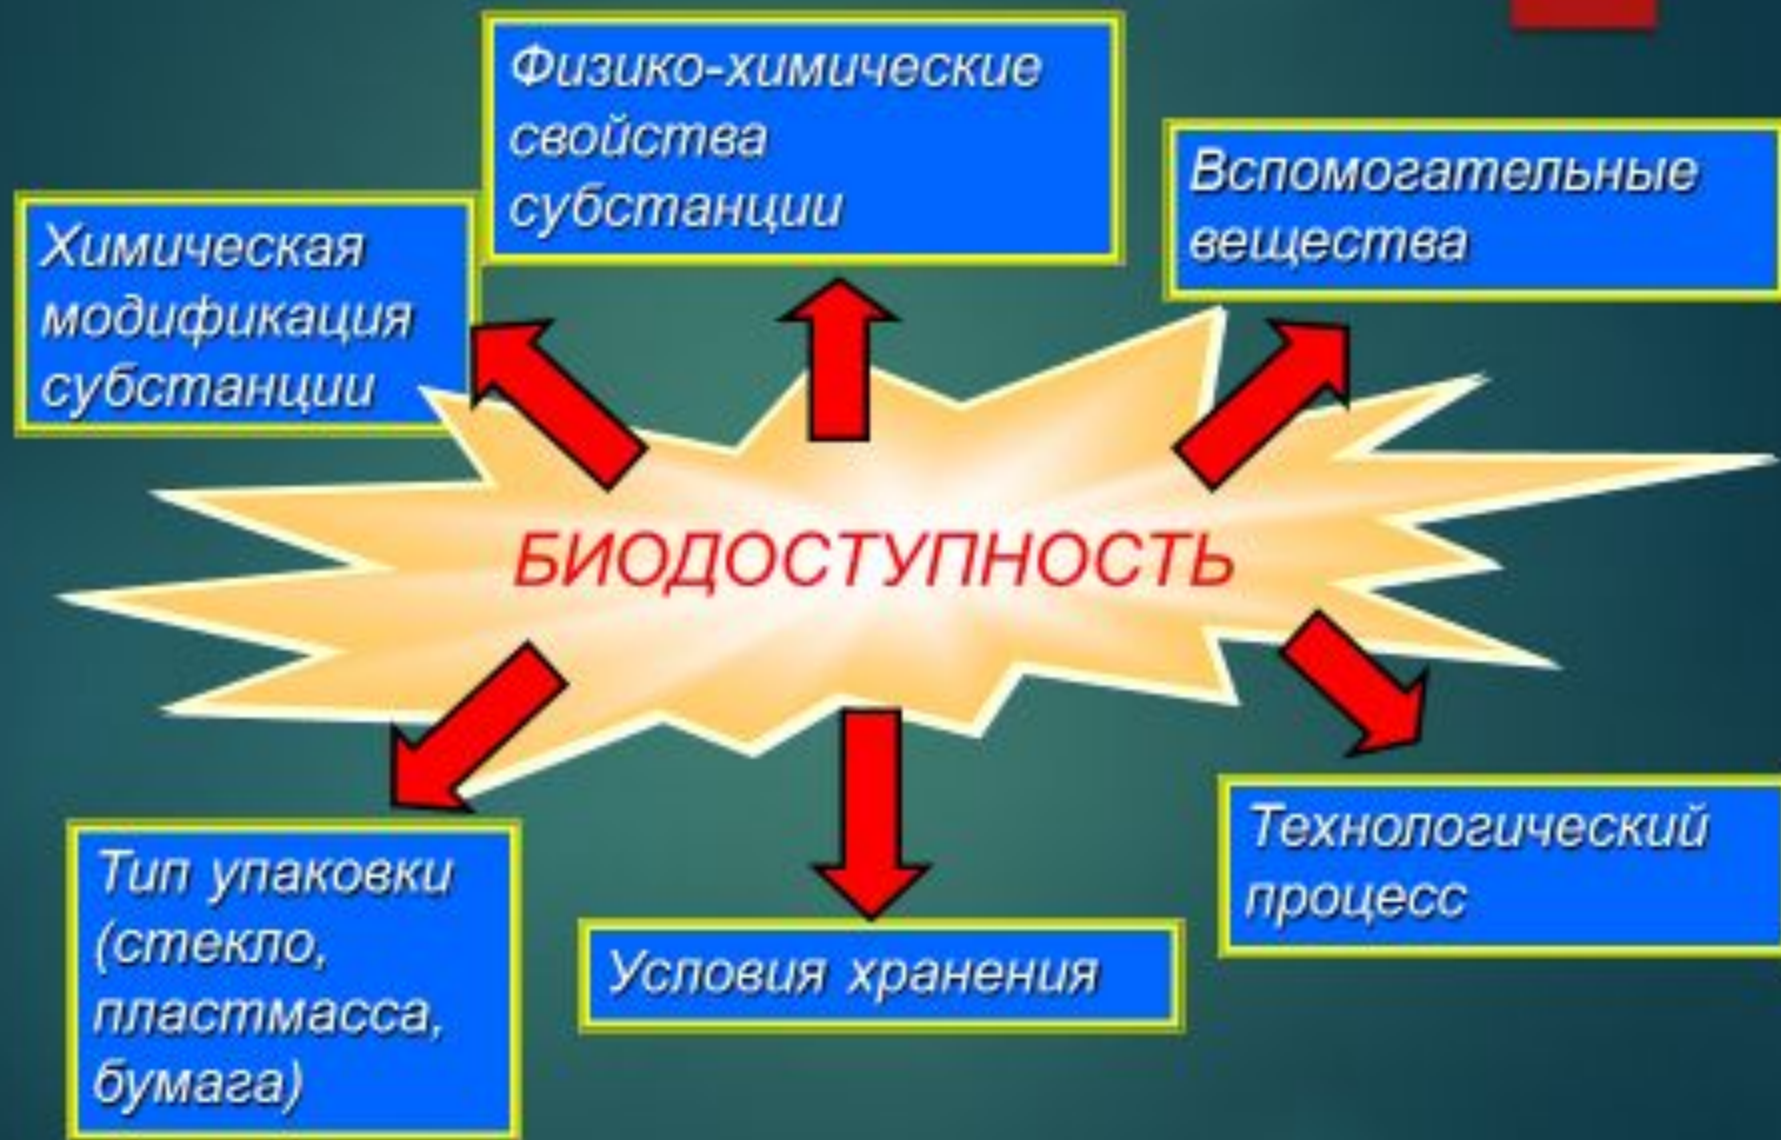 Физико-химические
свойства
субстанции
Вспомогательные
вещества
Химическая
модификация
субстанции
БИОДОСТУПНОСТЬ
Тип упаковки
(стекло,
пластмасса,
бумага)
Условия хранения
Технологический
процесс